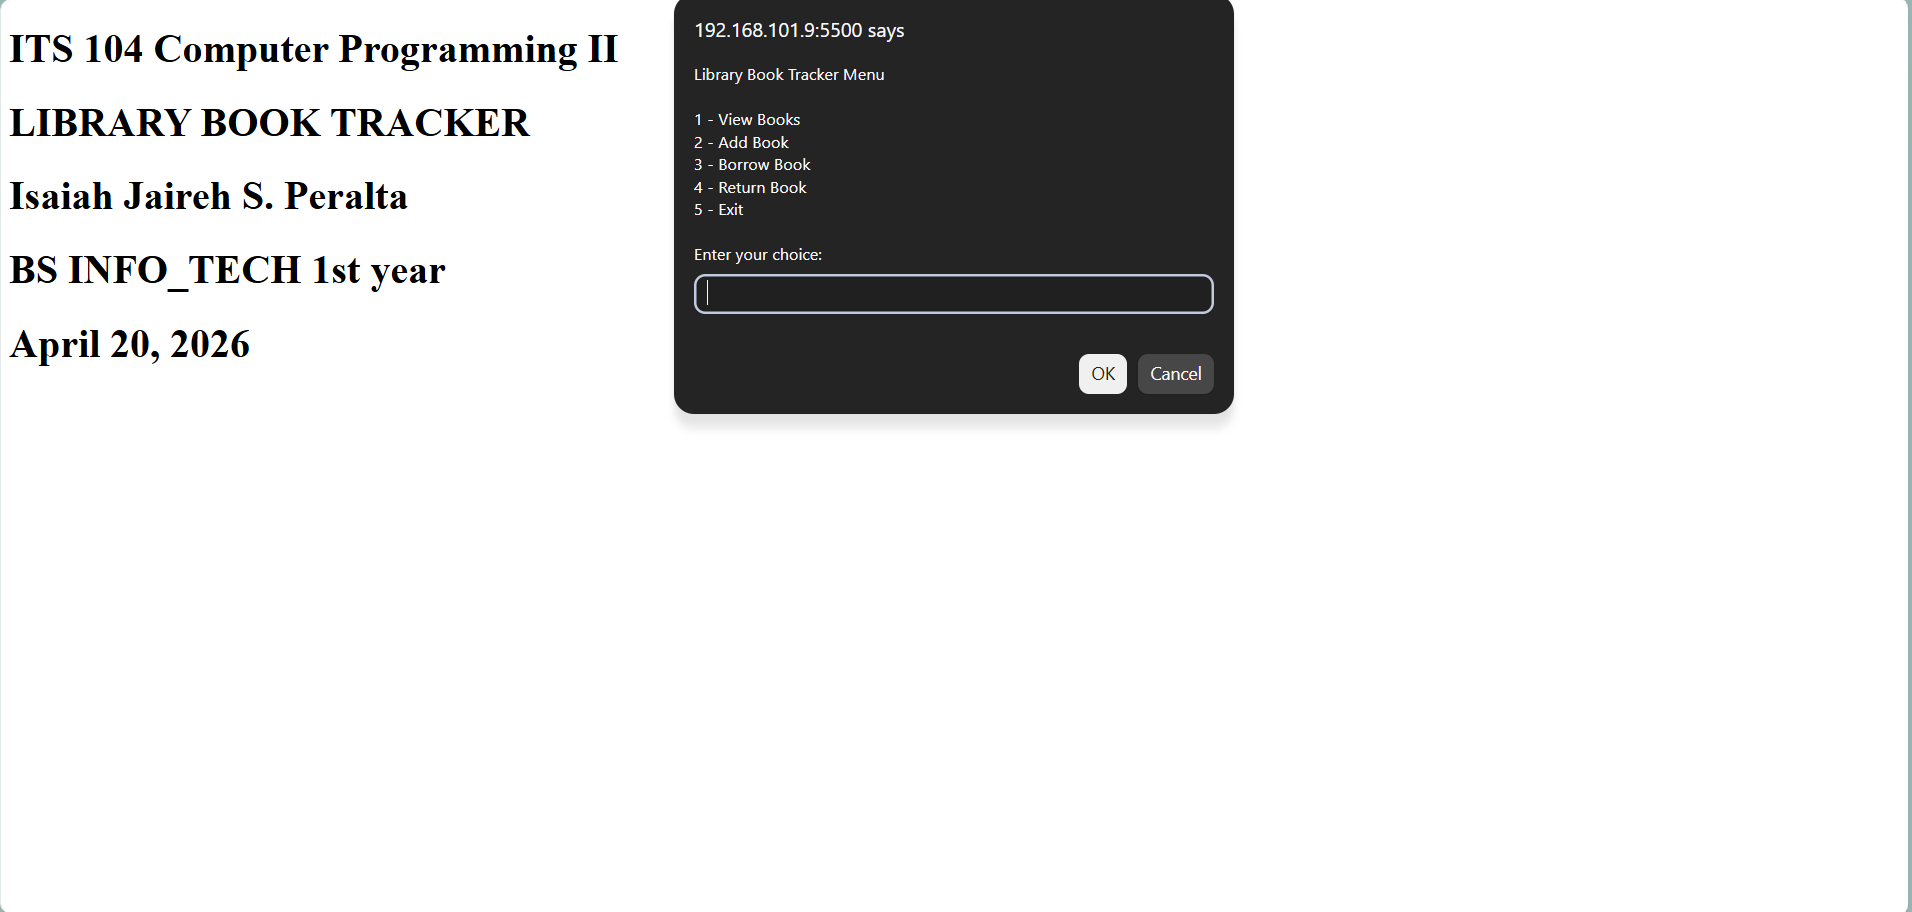 ITS 104 Computer Programming II
LIBRARY BOOK TRACKER
Isaiah Jaireh S. Peralta
BS INFO_TECH 1st year
April 20, 2026
192.168.101.9:5500 says
Library Book Tracker Menu
1 - View Books
2 - Add Book
3 - Borrow Book
4 - Return Book
5 - Exit
Enter your choice:
OK
Cancel